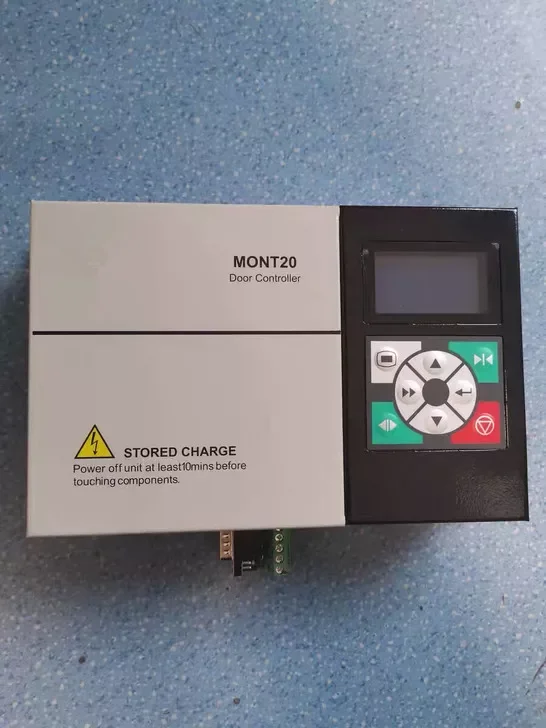 MONT20
Door Controller
STORED CHARGE
Power off unit at least10mins before
touching components.